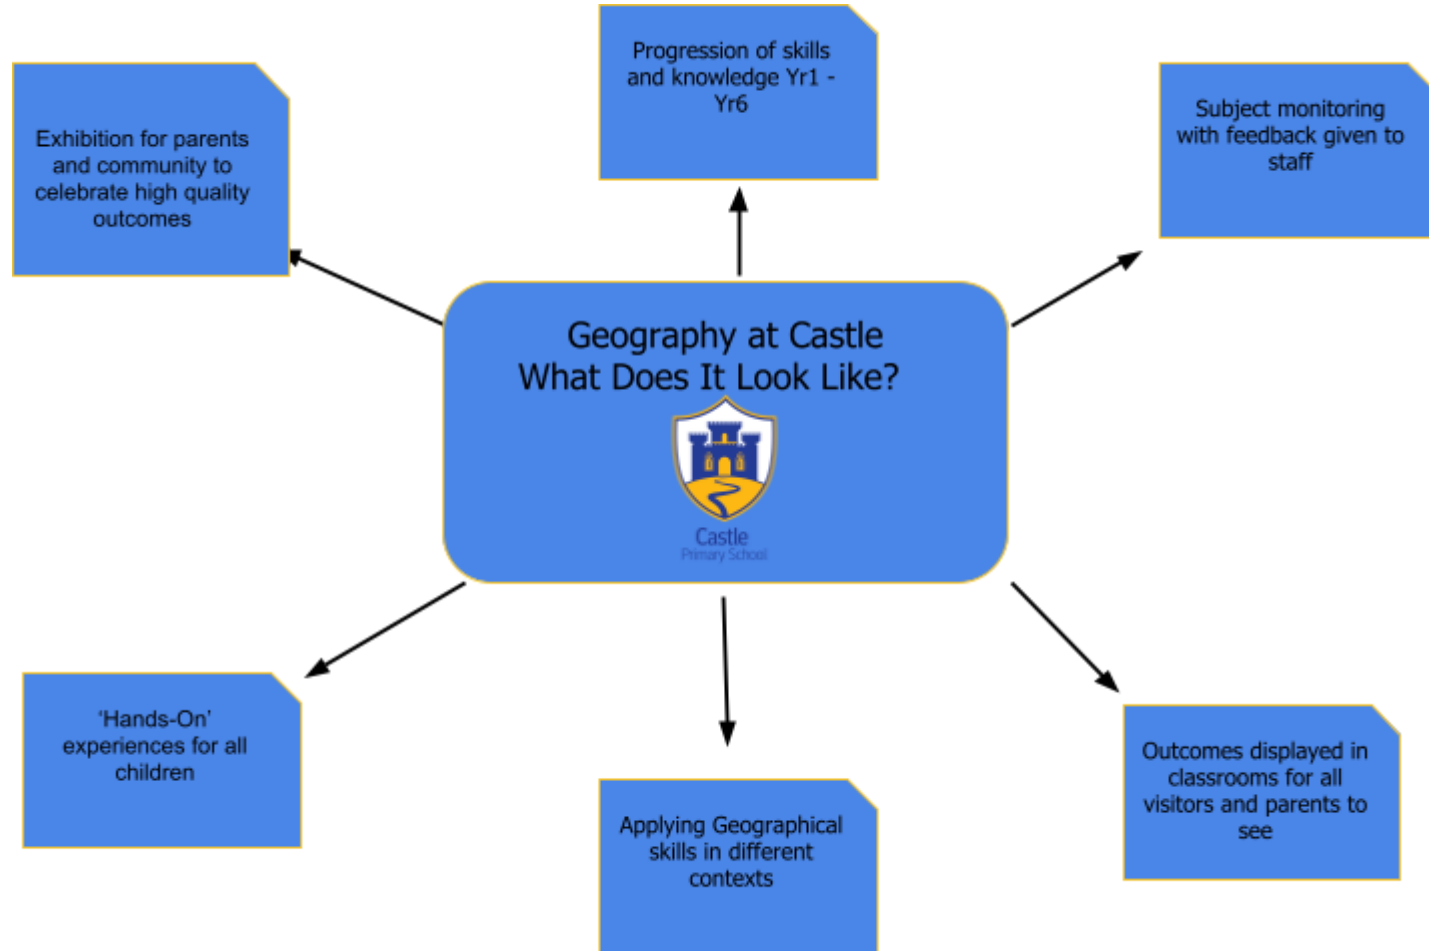 Progression of skills
and knowledge Yr1 -
Yr6
Exhibition for parents
and community to
celebrate high quality
outcomes
Subject monitoring
with feedback given to
staff
Geography at Castle
What Does It Look Like?
Castle
Primary School
‘Hands-On’
experiences for all
children
Applying Geographical
skills in different
contexts
Outcomes displayed in
classrooms for all
visitors and parents to
see